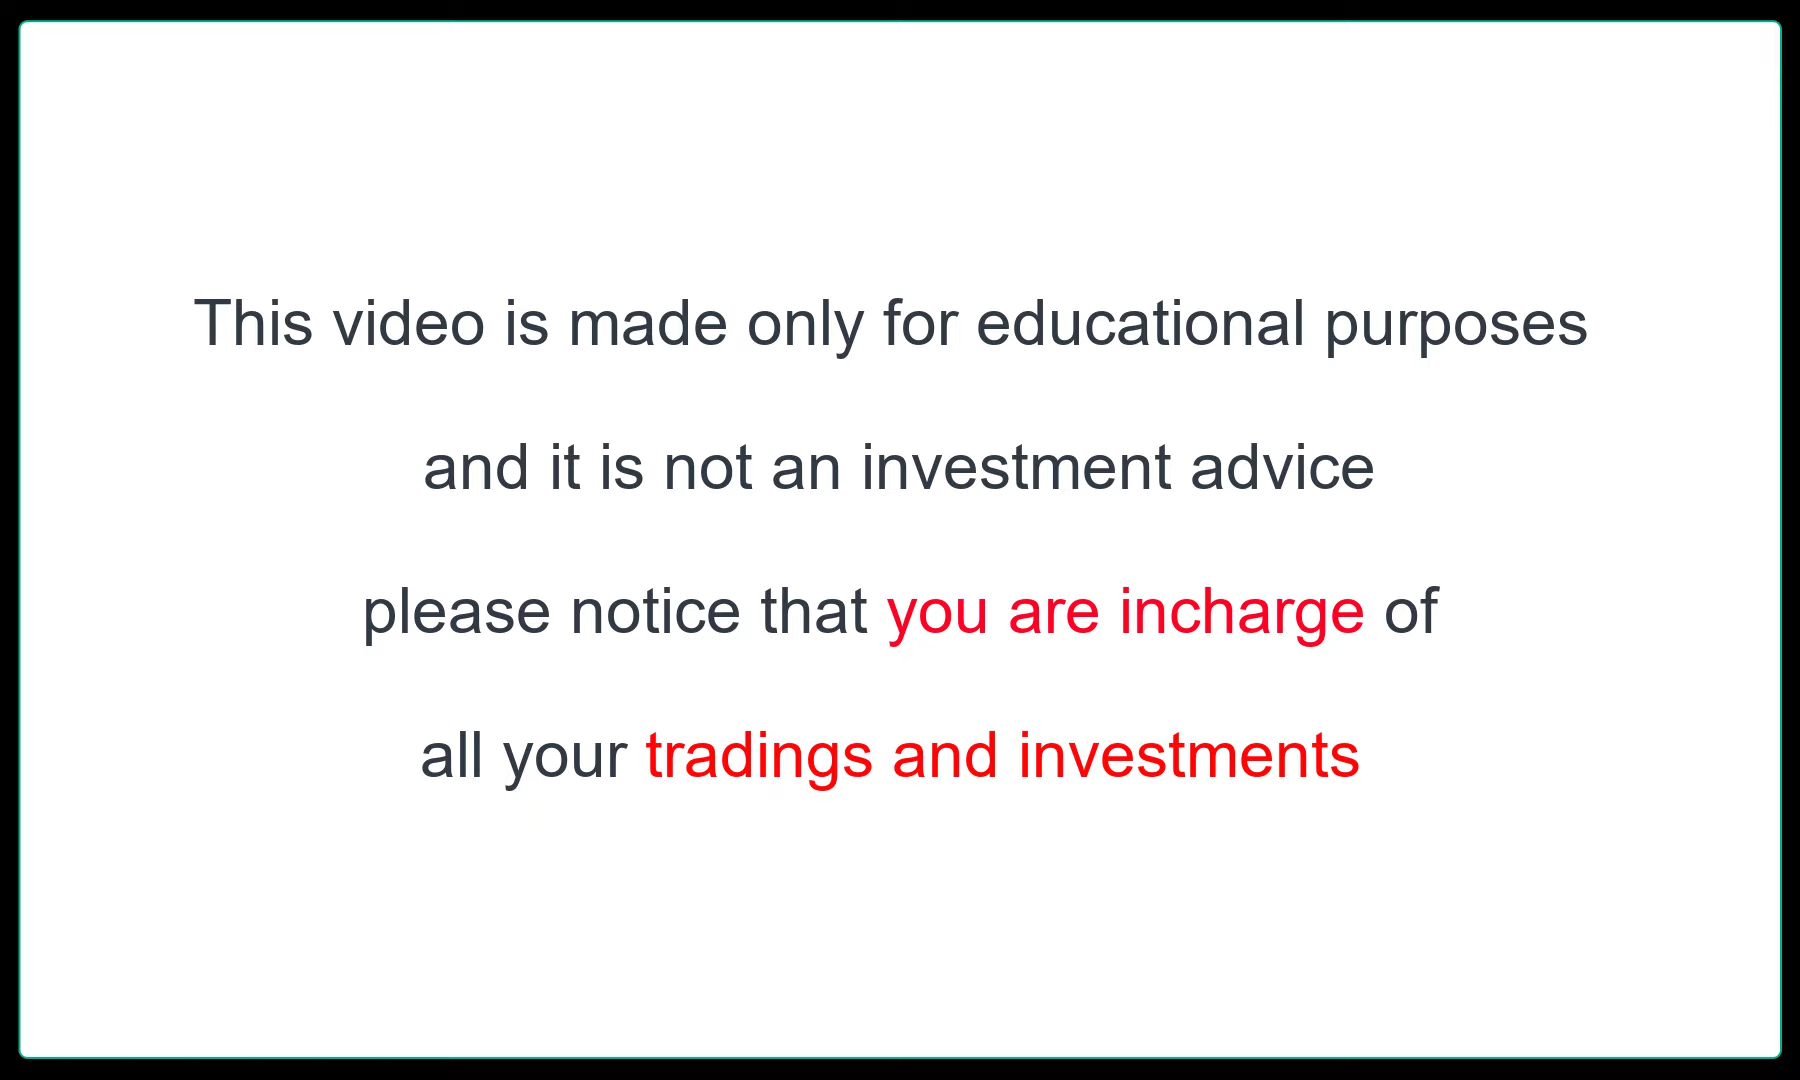 This video is made only for educational purposes
and it is not an investment advice
please notice that you are incharge of
all your tradings and investments